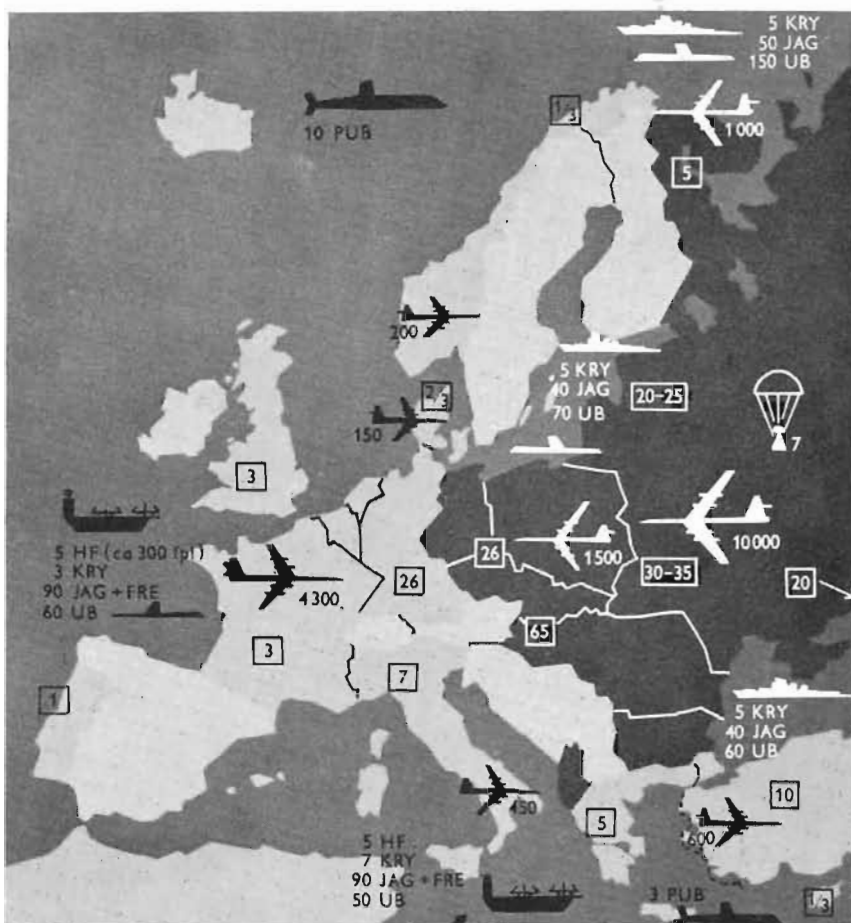 5 KRY
50 JAG
150 UB
10 PUB
1/3
1000
5
200
5 KRY
40 JAG
70 UB
20-25
2/3
150
7
3
5 HF (ca 300 fpl)
3 KRY
90 JAG + FRE
60 UB
4300
26
26
1500
10000
30-35
20
65
3
7
1
5 KRY
40 JAG
60 UB
450
5
10
600
5 HF
7 KRY
90 JAG + FRE
50 UB
3 PUB
1/3